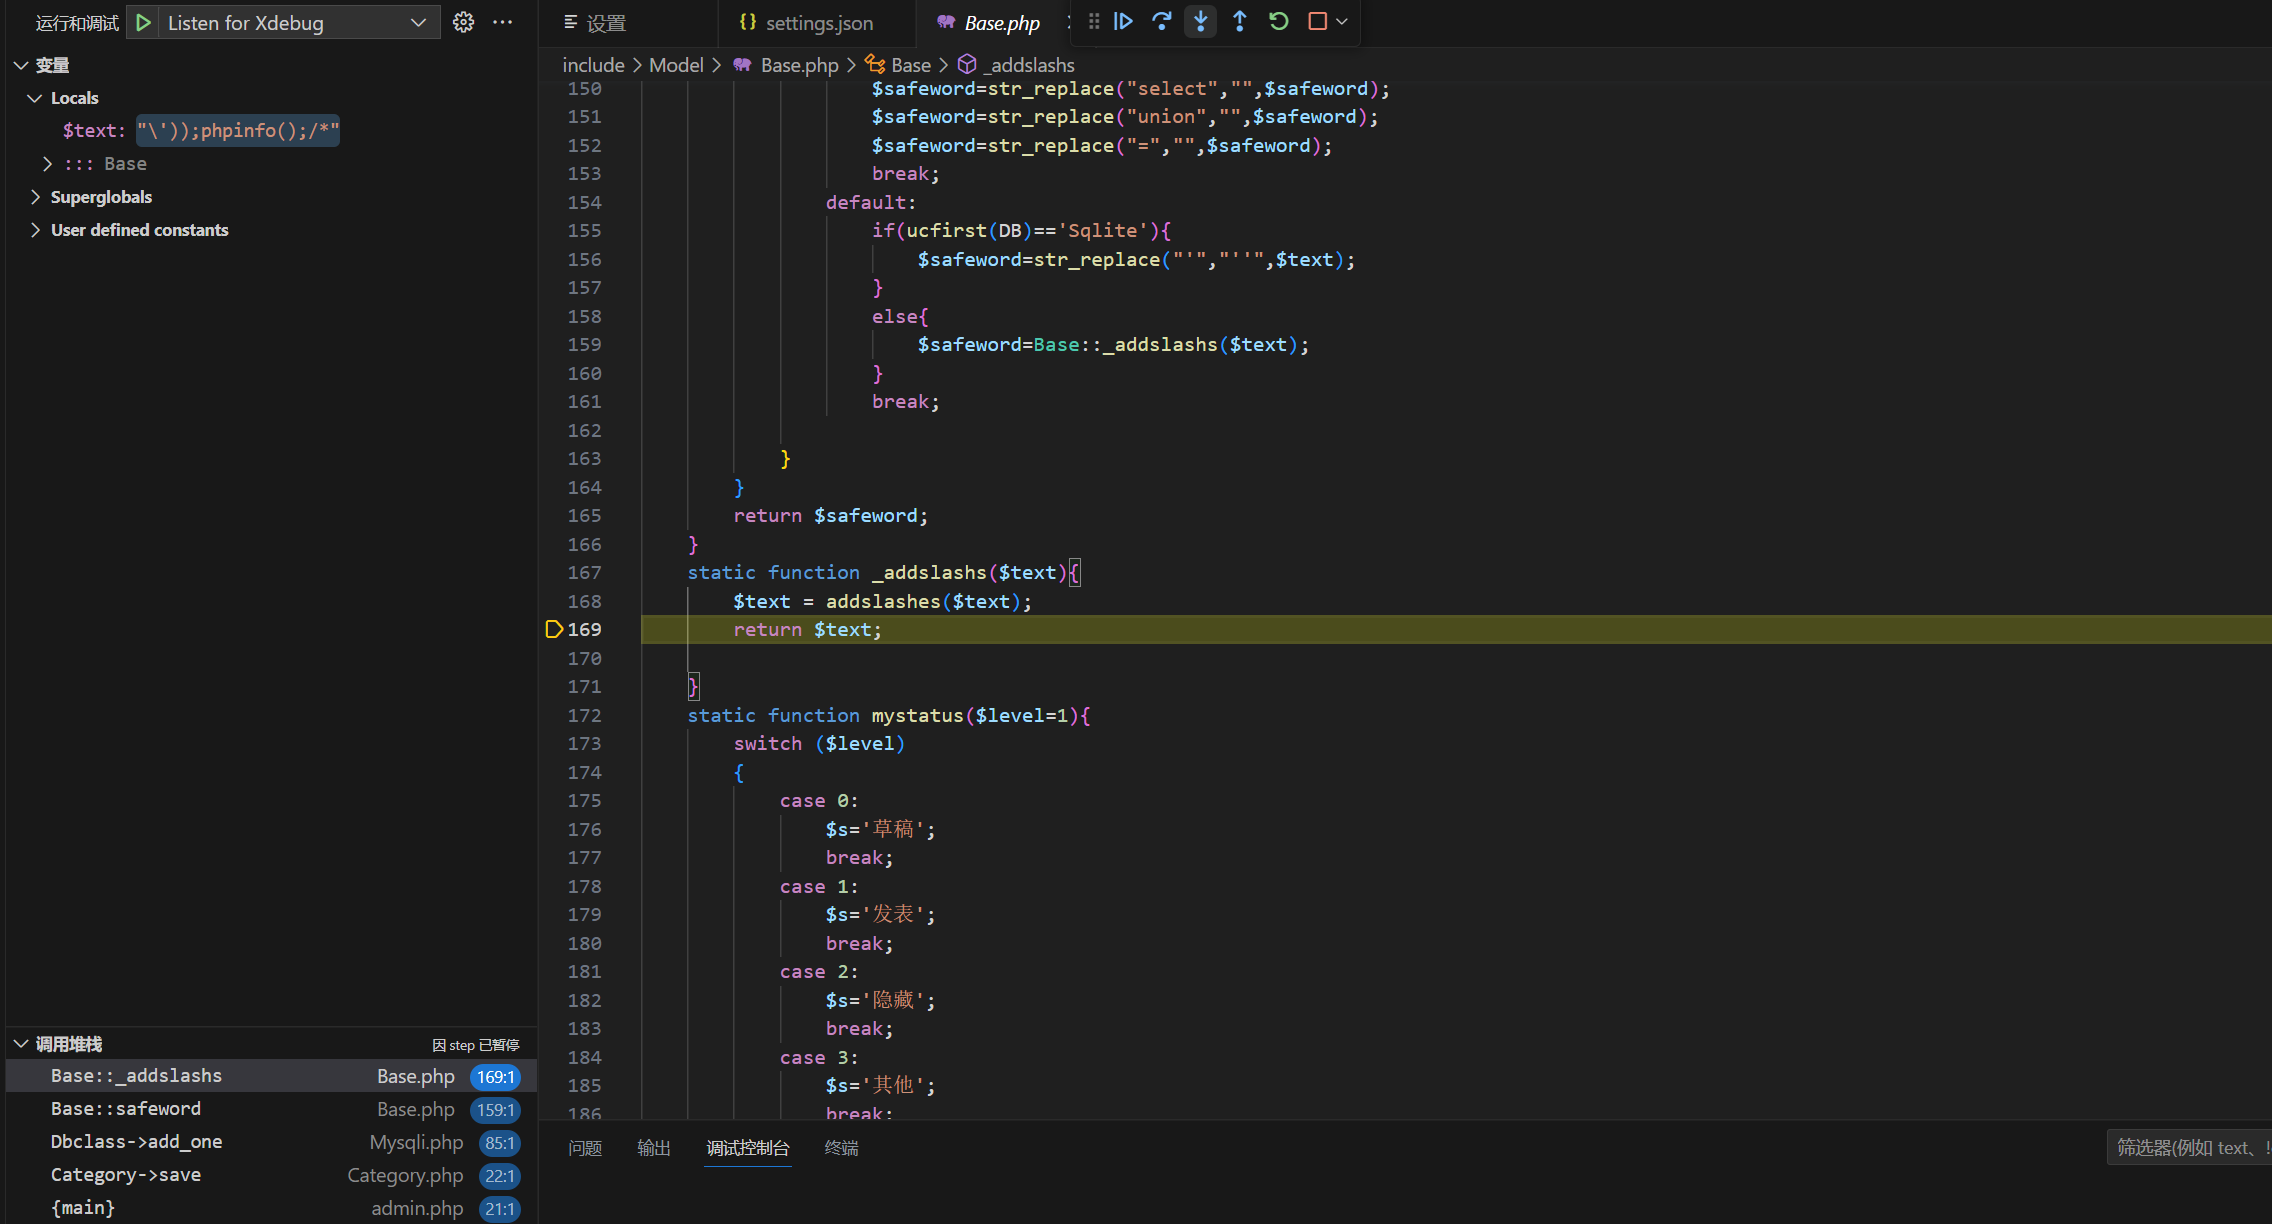 运行和调试 Listen for Xdebug
变量
Locals
$text: "\'));phpinfo();/*"
::: Base
Superglobals
User defined constants
调用堆栈 因 step 已暂停
Base::_addslashs Base.php 169:1
Base::safeword Base.php 159:1
Dbclass->add_one Mysqli.php 85:1
Category->save Category.php 22:1
{main} admin.php 21:1
设置 {} settings.json Base.php
include > Model > Base.php > Base > _addslashs
150 $safeword=str_replace("select","",$safeword);
151 $safeword=str_replace("union","",$safeword);
152 $safeword=str_replace("=","",$safeword);
153 break;
154 default:
155 if(ucfirst(DB)=='Sqlite'){
156 $safeword=str_replace("'","''",$text);
157 }
158 else{
159 $safeword=Base::_addslashs($text);
160 }
161 break;
162
163 }
164 }
165 return $safeword;
166 }
167 static function _addslashs($text){
168 $text = addslashes($text);
169 return $text;
170
171 }
172 static function mystatus($level=1){
173 switch ($level)
174 {
175 case 0:
176 $s='草稿';
177 break;
178 case 1:
179 $s='发表';
180 break;
181 case 2:
182 $s='隐藏';
183 break;
184 case 3:
185 $s='其他';
186 break;
问题 输出 调试控制台 终端
筛选器(例如 text、!